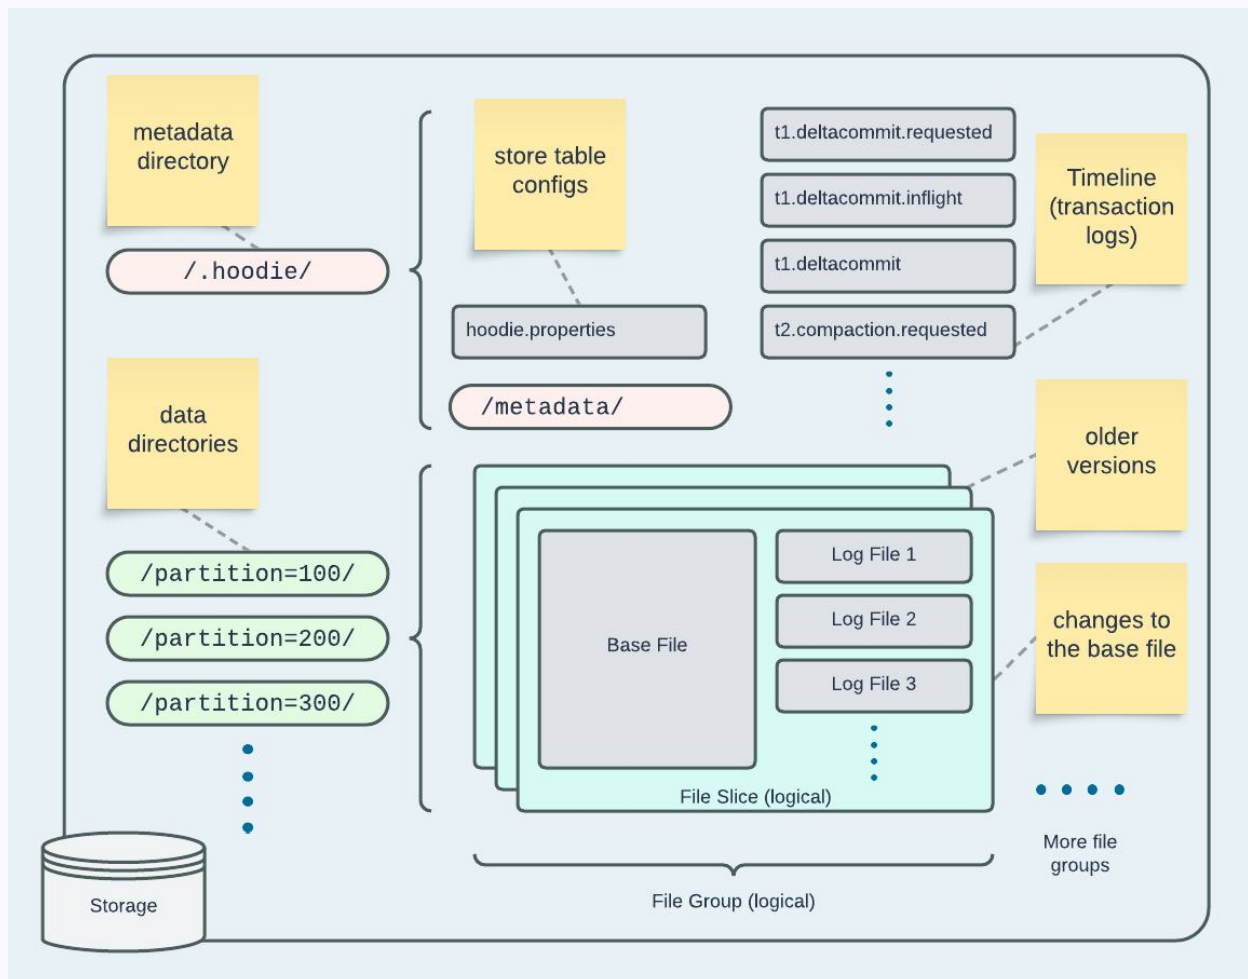 metadata
directory
/.hoodie/
store table
configs
hoodie.properties
/metadata/
t1.deltacommit.requested
t1.deltacommit.inflight
t1.deltacommit
t2.compaction.requested
Timeline
(transaction
logs)
data
directories
/partition=100/
/partition=200/
/partition=300/
older
versions
Base File
Log File 1
Log File 2
Log File 3
File Slice (logical)
changes to
the base file
More file
groups
File Group (logical)
Storage